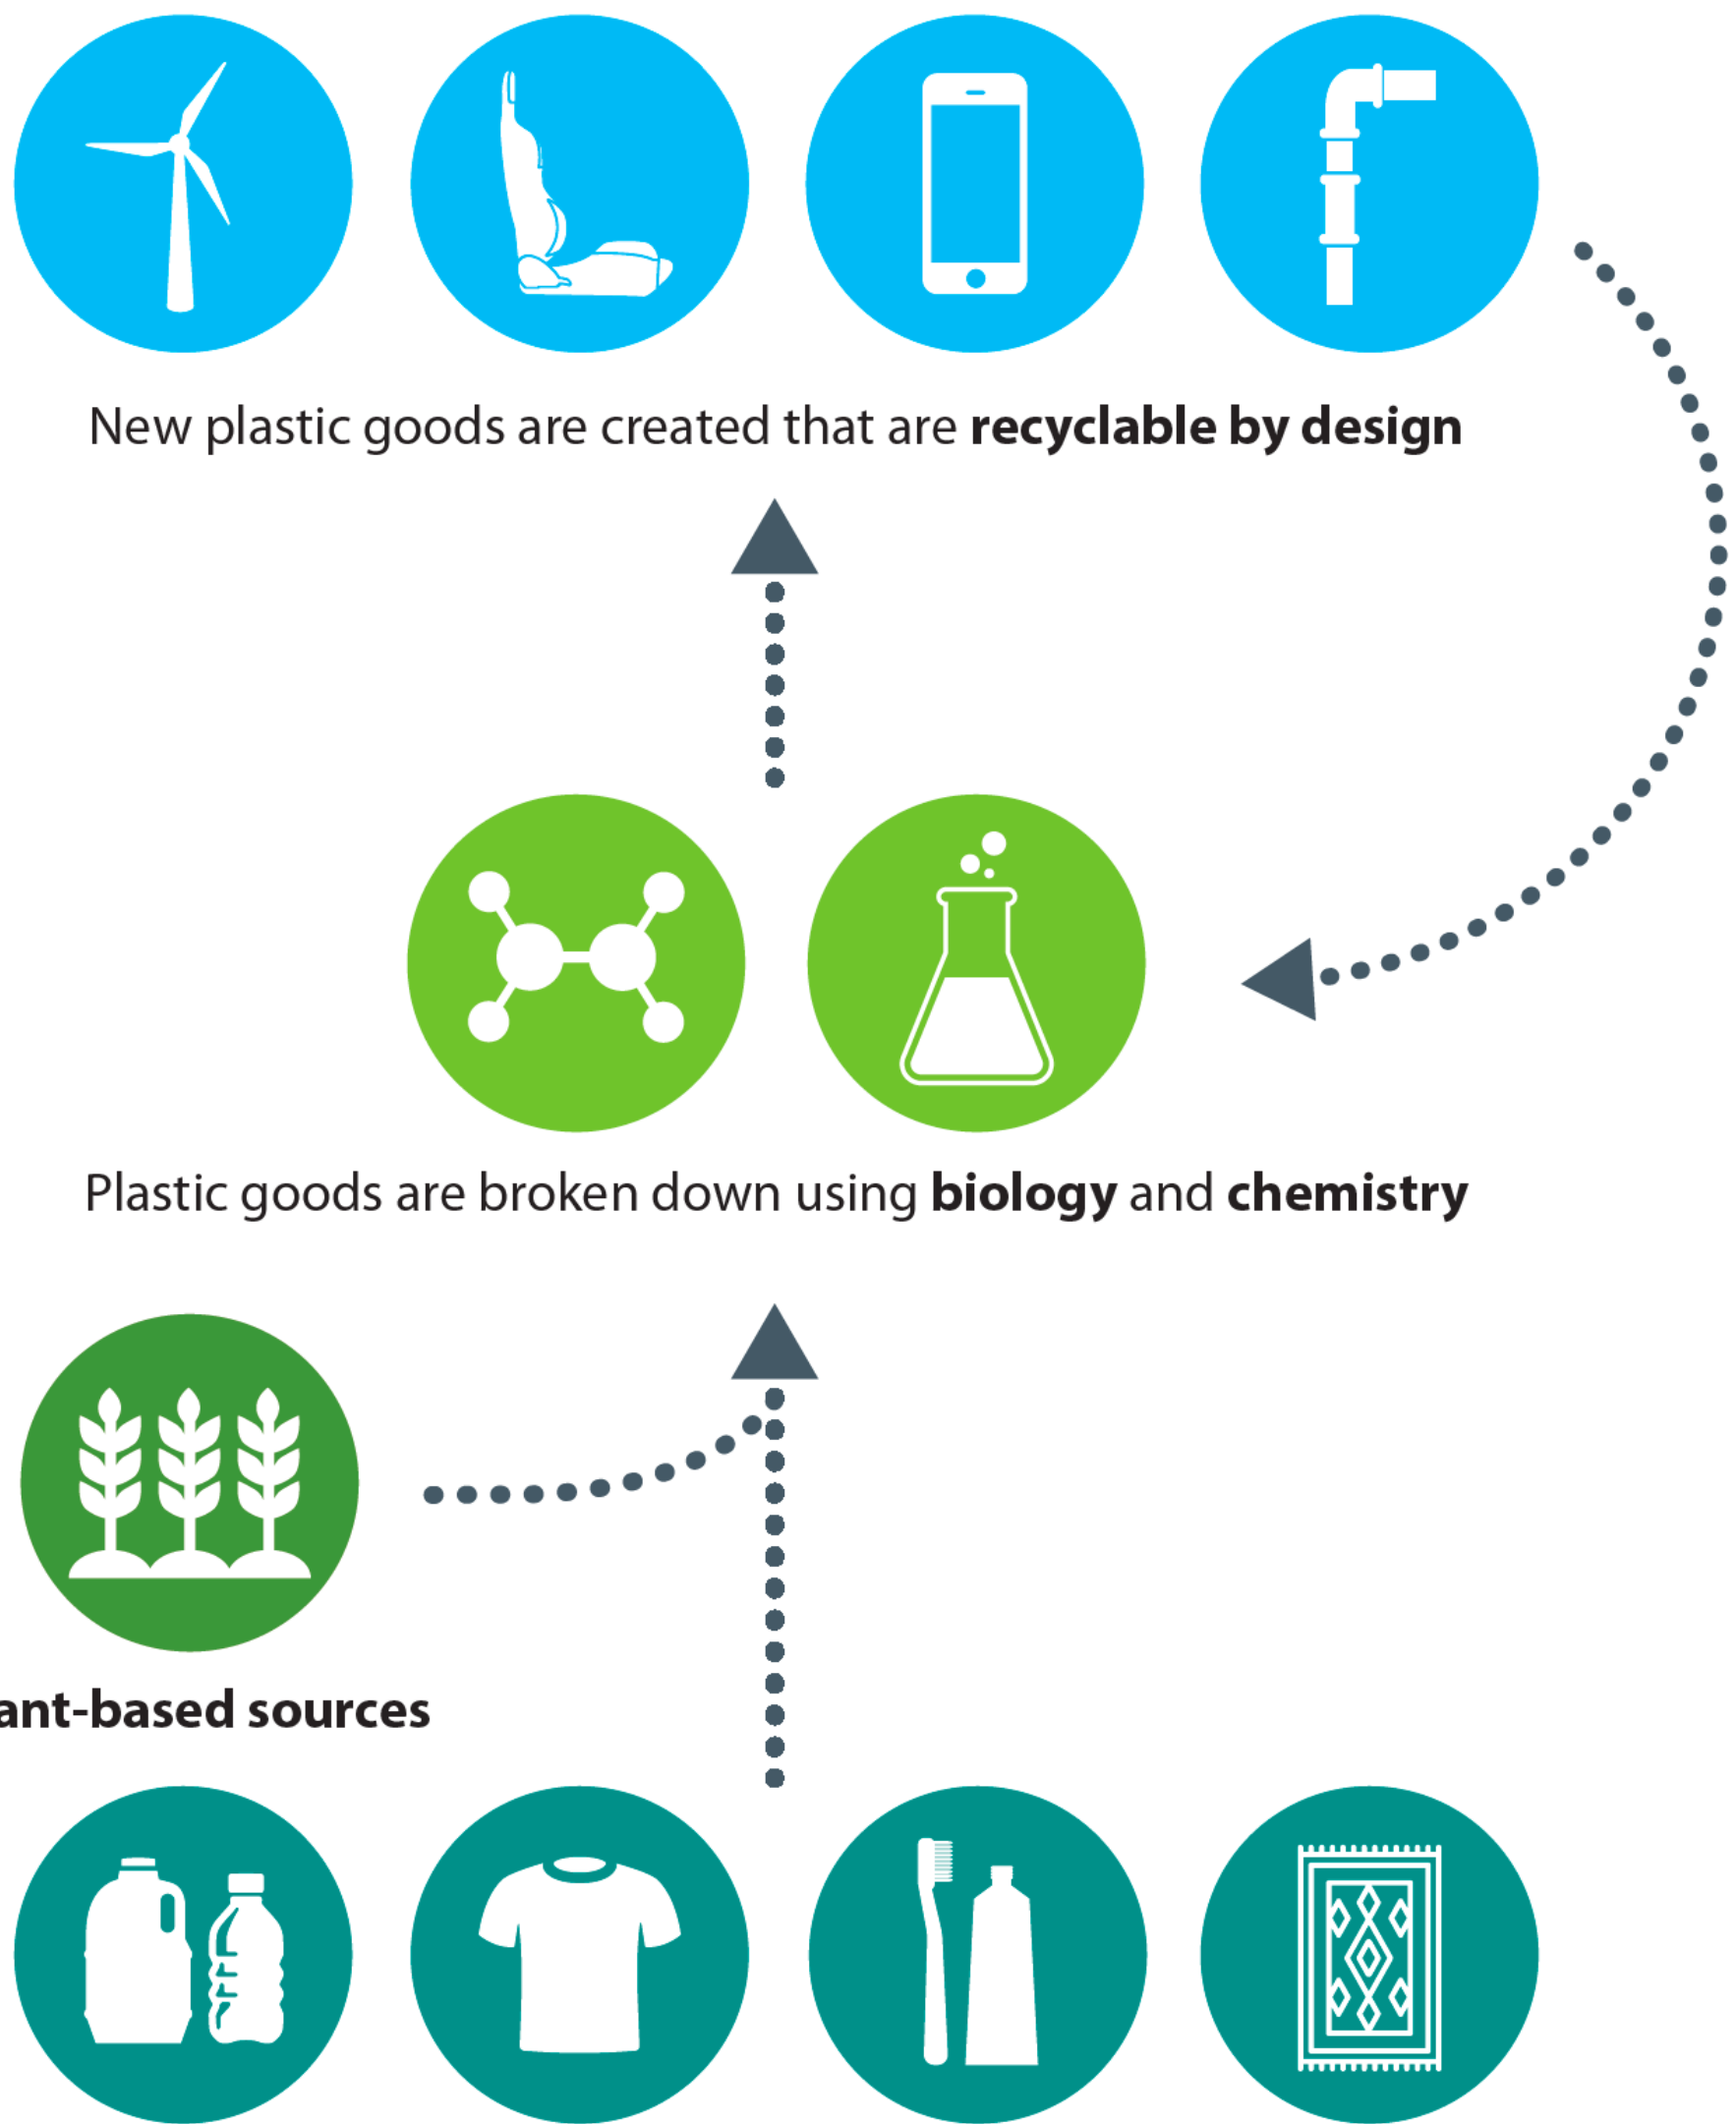 New plastic goods are created that are recyclable by design
Plastic goods are broken down using biology and chemistry
ant-based sources